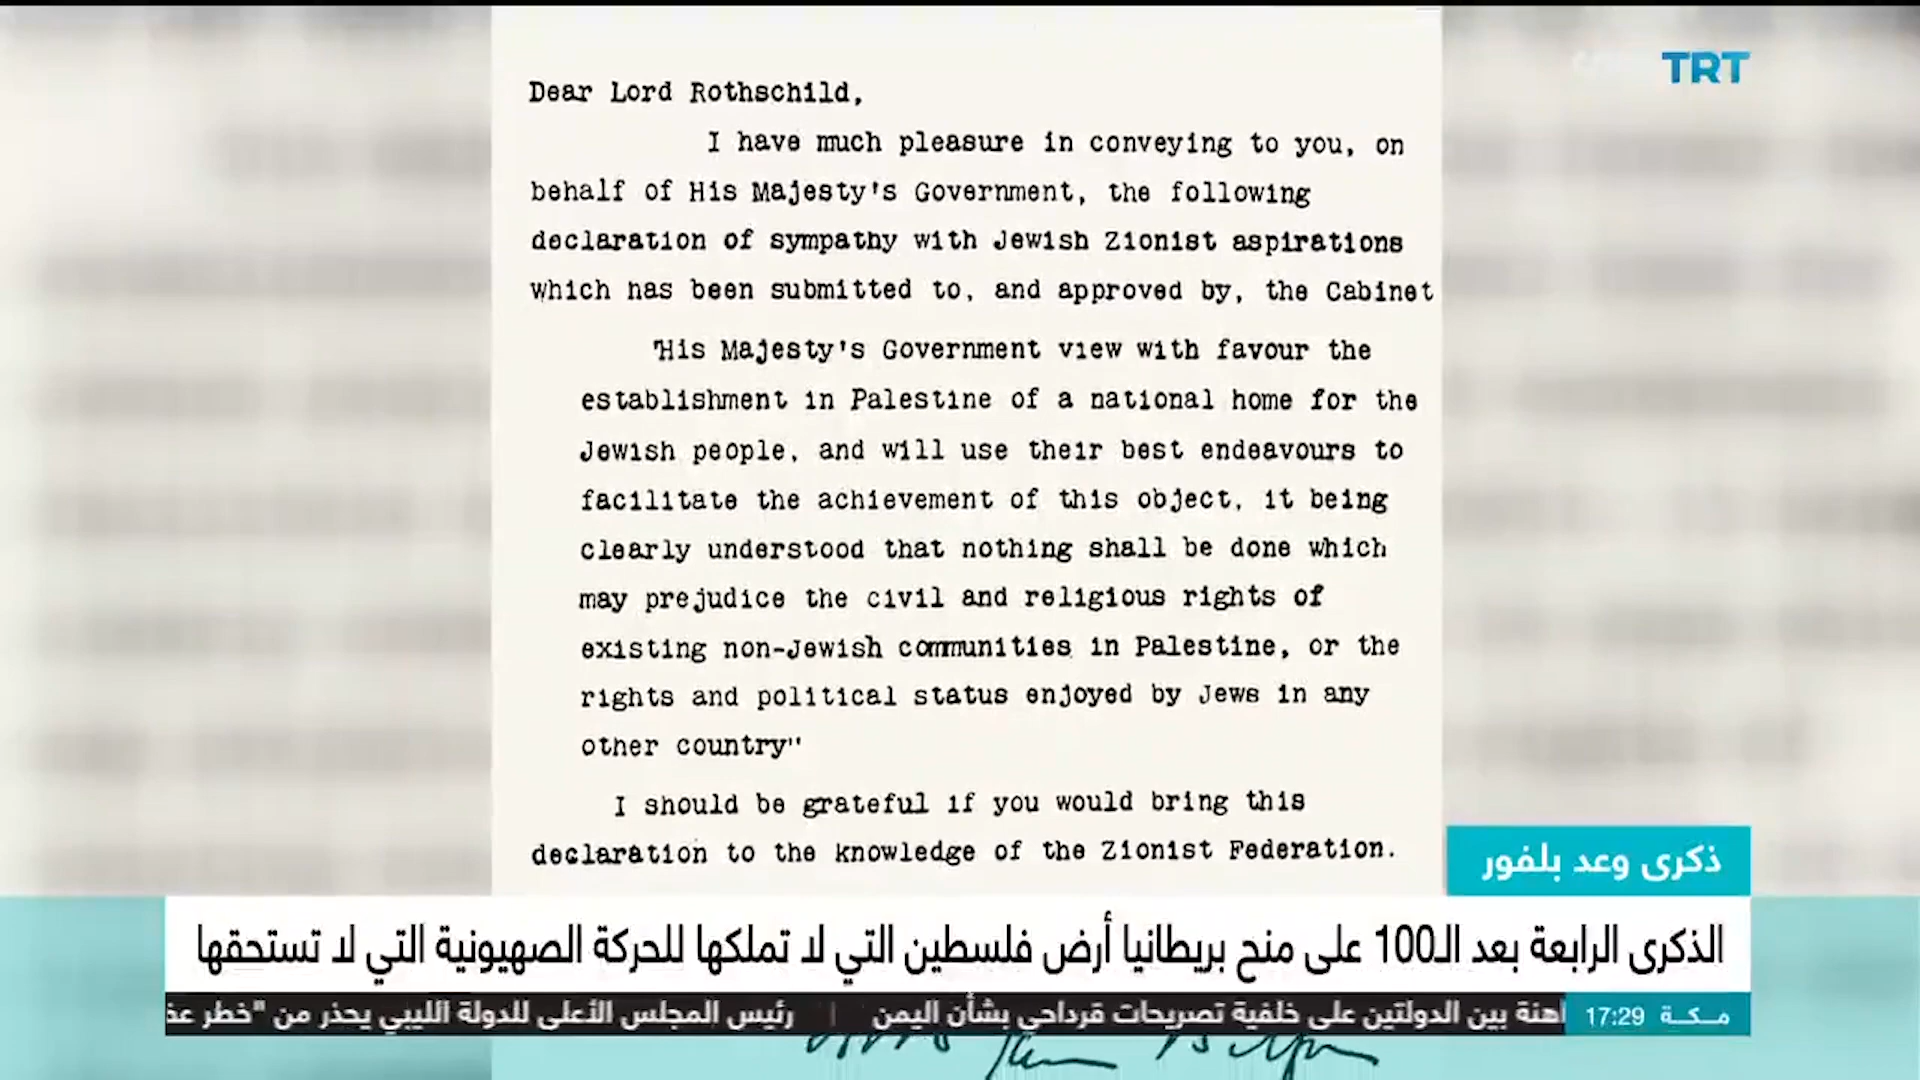 TRT
Dear Lord Rothschild,
I have much pleasure in conveying to you, on
behalf of His Majesty's Government, the following
declaration of sympathy with Jewish Zionist aspirations
which has been submitted to, and approved by, the Cabinet
"His Majesty's Government view with favour the
establishment in Palestine of a national home for the
Jewish people, and will use their best endeavours to
facilitate the achievement of this object, it being
clearly understood that nothing shall be done which
may prejudice the civil and religious rights of
existing non-Jewish communities in Palestine, or the
rights and political status enjoyed by Jews in any
other country"
I should be grateful if you would bring this
declaration to the knowledge of the Zionist Federation.
ذكرى وعد بلفور
الذكرى الرابعة بعد الـ100 على منح بريطانيا أرض فلسطين التي لا تملكها للحركة الصهيونية التي لا تستحقها
مكة 17:29
بين الدولتين على خلفية تصريحات قرداحي بشأن اليمن | رئيس المجلس الأعلى للدولة الليبي يحذر من "خطر